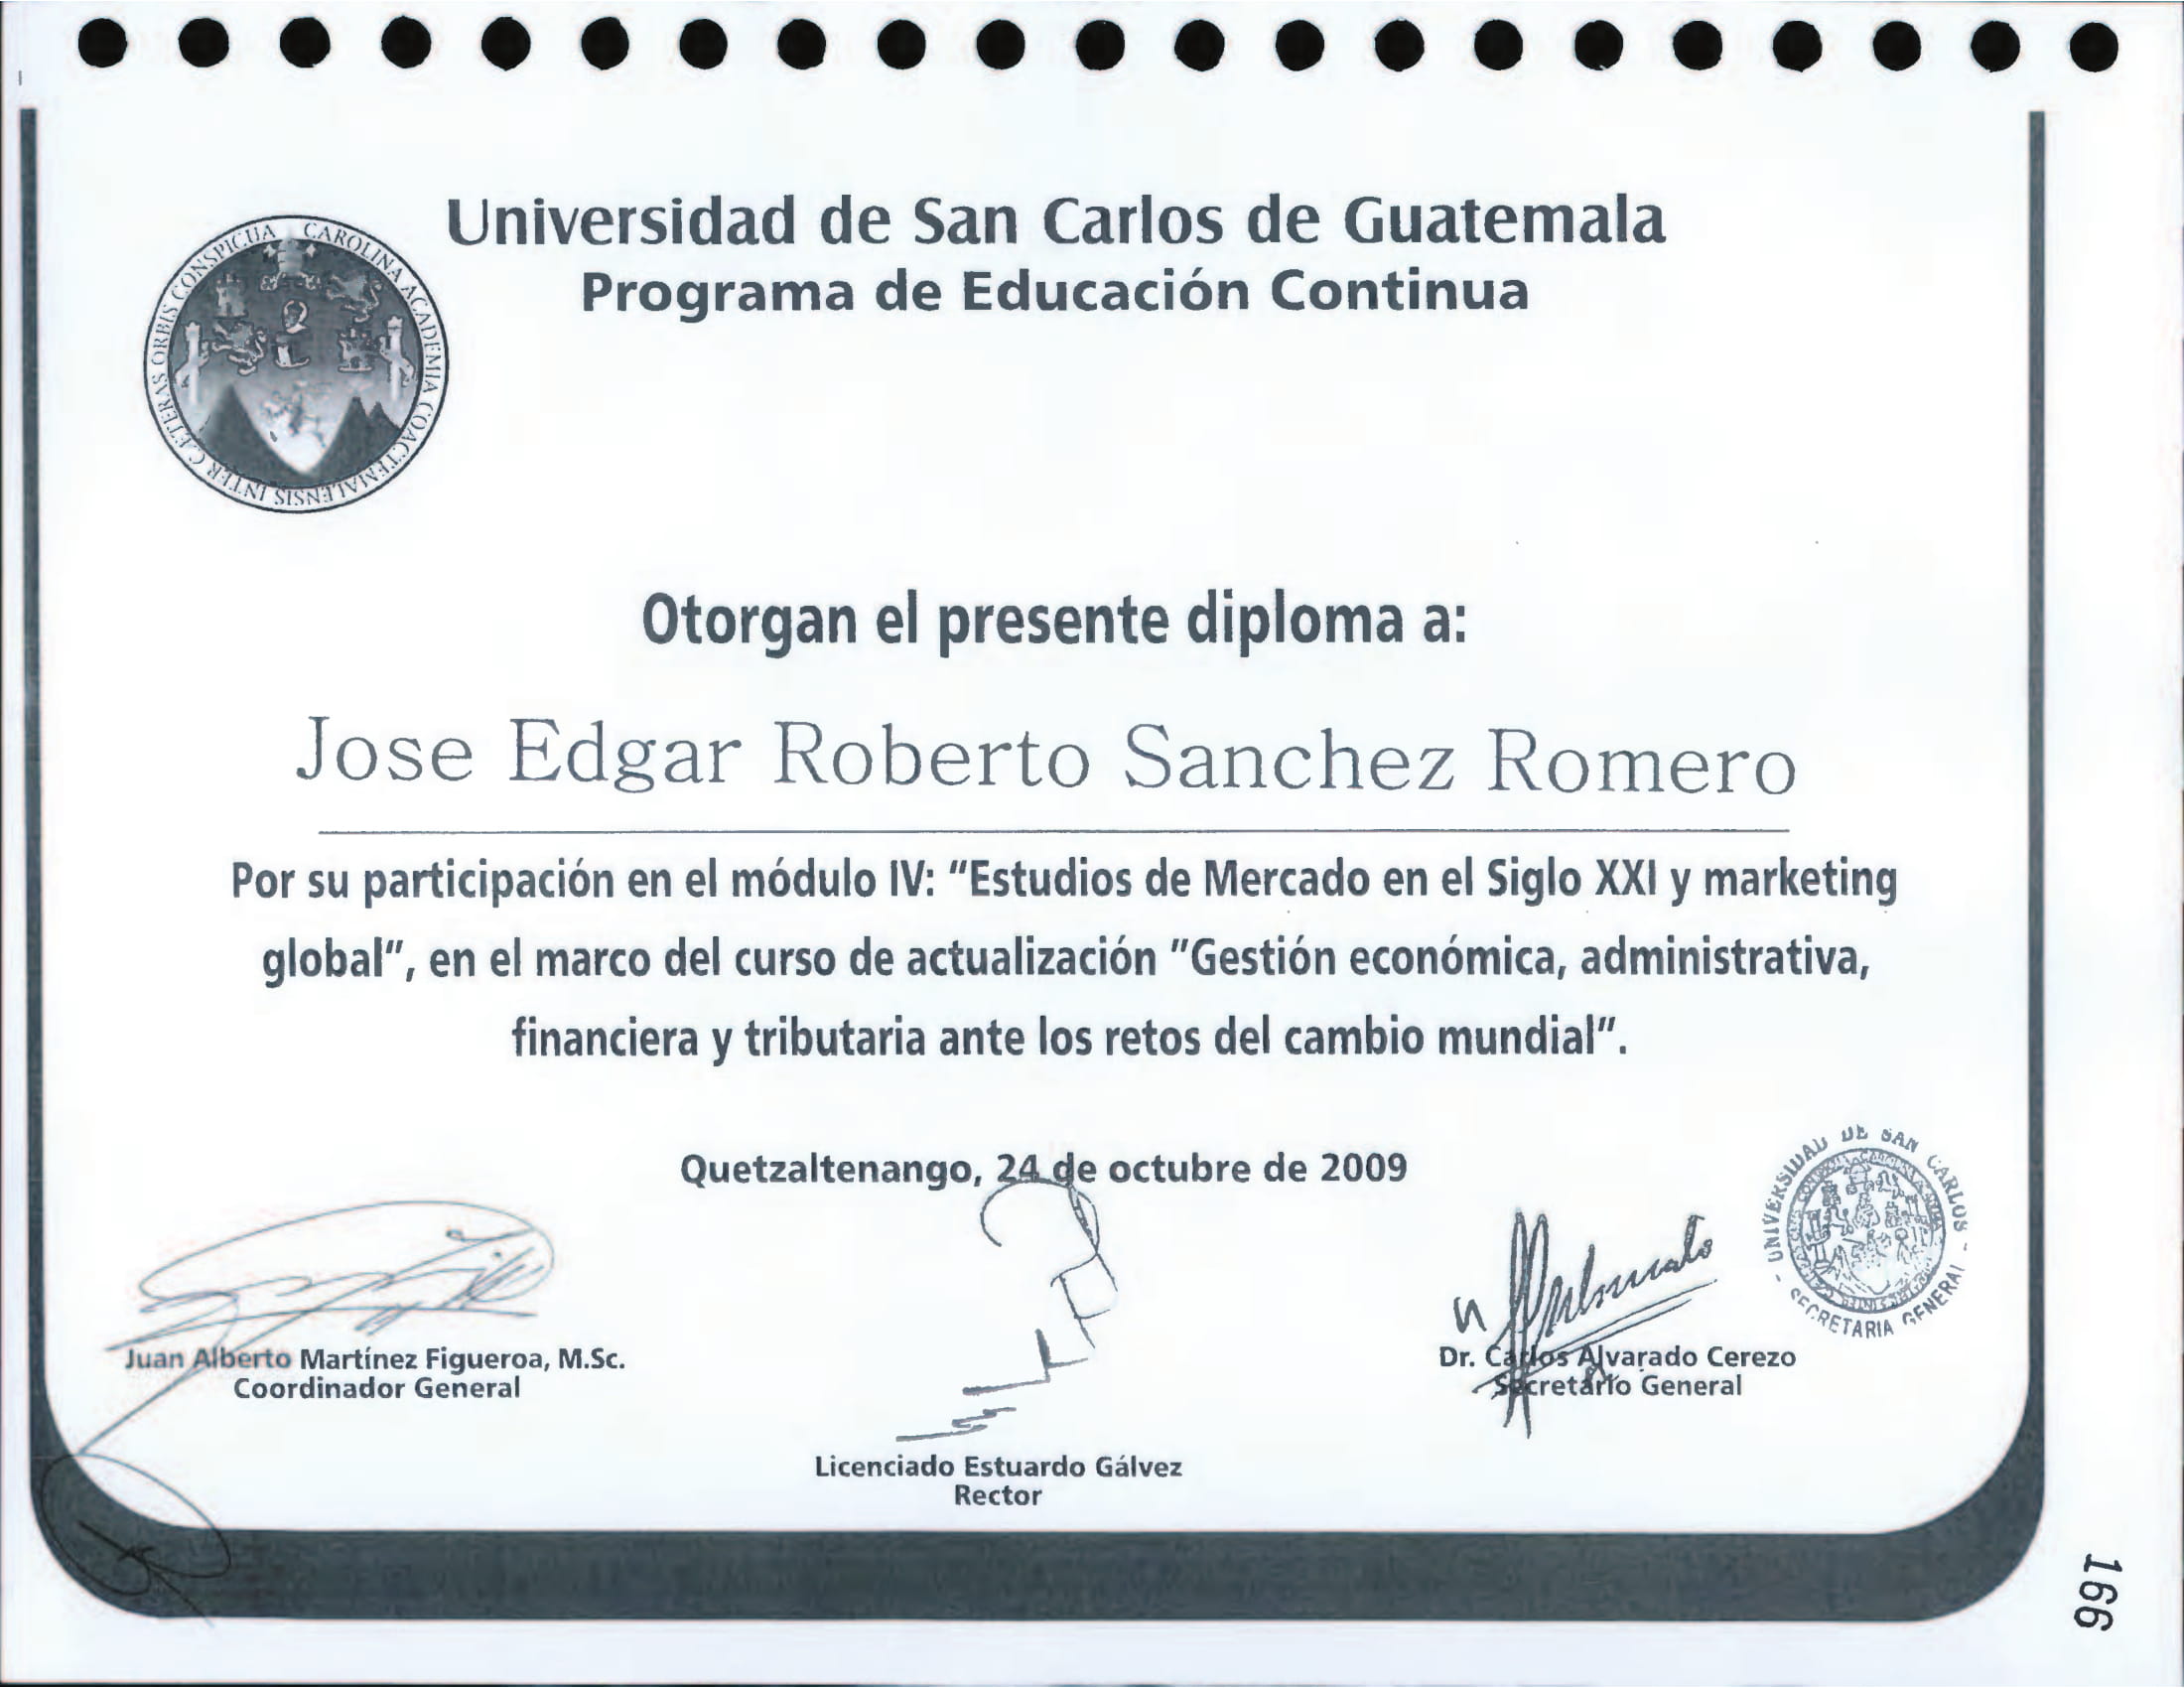 Universidad de San Carlos de Guatemala
Programa de Educación Continua
CAROLINA ACADEMIA COACTEMALENSIS INTER CÆTERAS ORBIS CONSPICUA
Otorgan el presente diploma a:
Jose Edgar Roberto Sanchez Romero
Por su participación en el módulo IV: “Estudios de Mercado en el Siglo XXI y marketing
global”, en el marco del curso de actualización "Gestión económica, administrativa,
financiera y tributaria ante los retos del cambio mundial”.
Quetzaltenango, 24 de octubre de 2009
UNIVERSIDAD DE SAN CARLOS - SECRETARIA GENERAL -
Juan Alberto Martínez Figueroa, M.Sc.
Coordinador General
Dr. Carlos Alvarado Cerezo
Secretario General
Licenciado Estuardo Gálvez
Rector
166